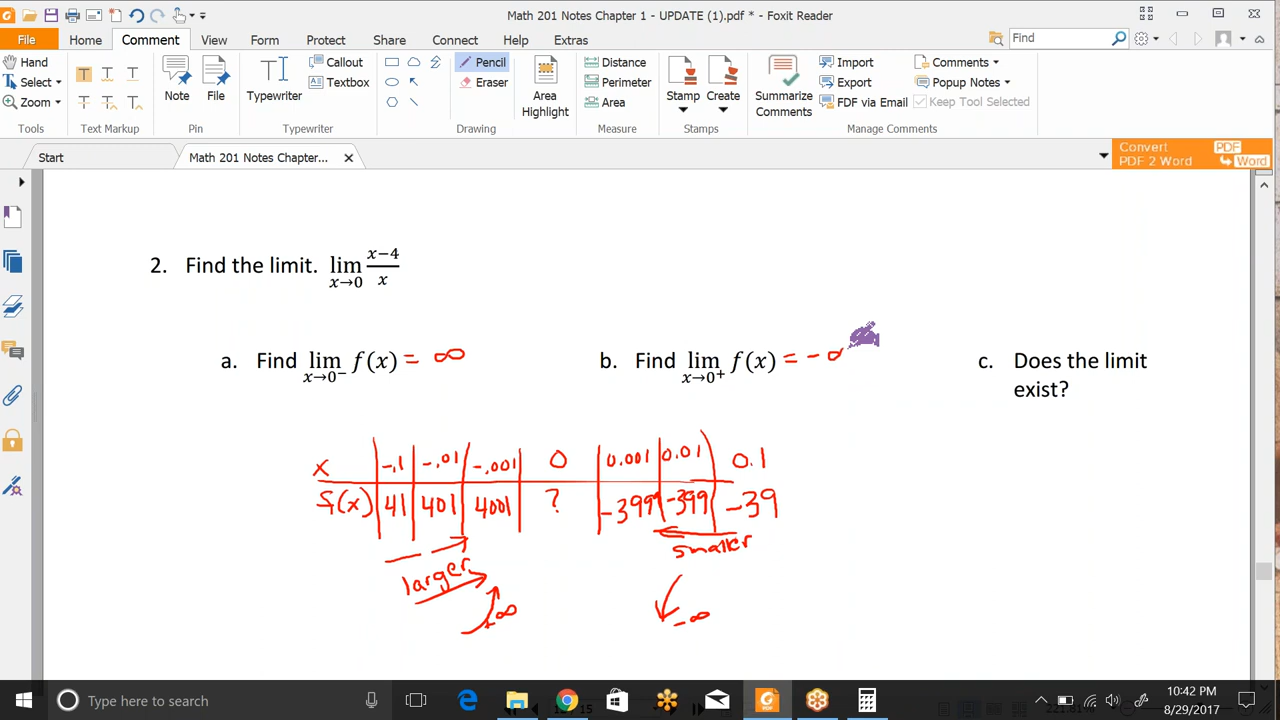 Math 201 Notes Chapter 1 - UPDATE (1).pdf * - Foxit Reader
File Home Comment View Form Protect Share Connect Help Extras Find
Hand Select Zoom
Tools
T T T T T T
Text Markup
Note File
Pin
Typewriter Callout Textbox
Typewriter
Pencil Eraser
Drawing
Area Highlight Distance Perimeter Area
Measure
Stamp Create
Stamps
Summarize Comments Import Export FDF via Email Comments Popup Notes Keep Tool Selected
Manage Comments
Start Math 201 Notes Chapter...
Convert PDF
PDF 2 Word Word
2. Find the limit. lim x→0 x−4/x
a. Find lim x→0⁻ f(x) = ∞
b. Find lim x→0⁺ f(x) = - ∝
c. Does the limit exist?
x -.1 -.01 -.001 0 0.001 0.01 0.1
f(x) 41 401 4001 ? -3999 -399 -39
larger smaller
+∞ -∞
Type here to search
15
10:42 PM
8/29/2017